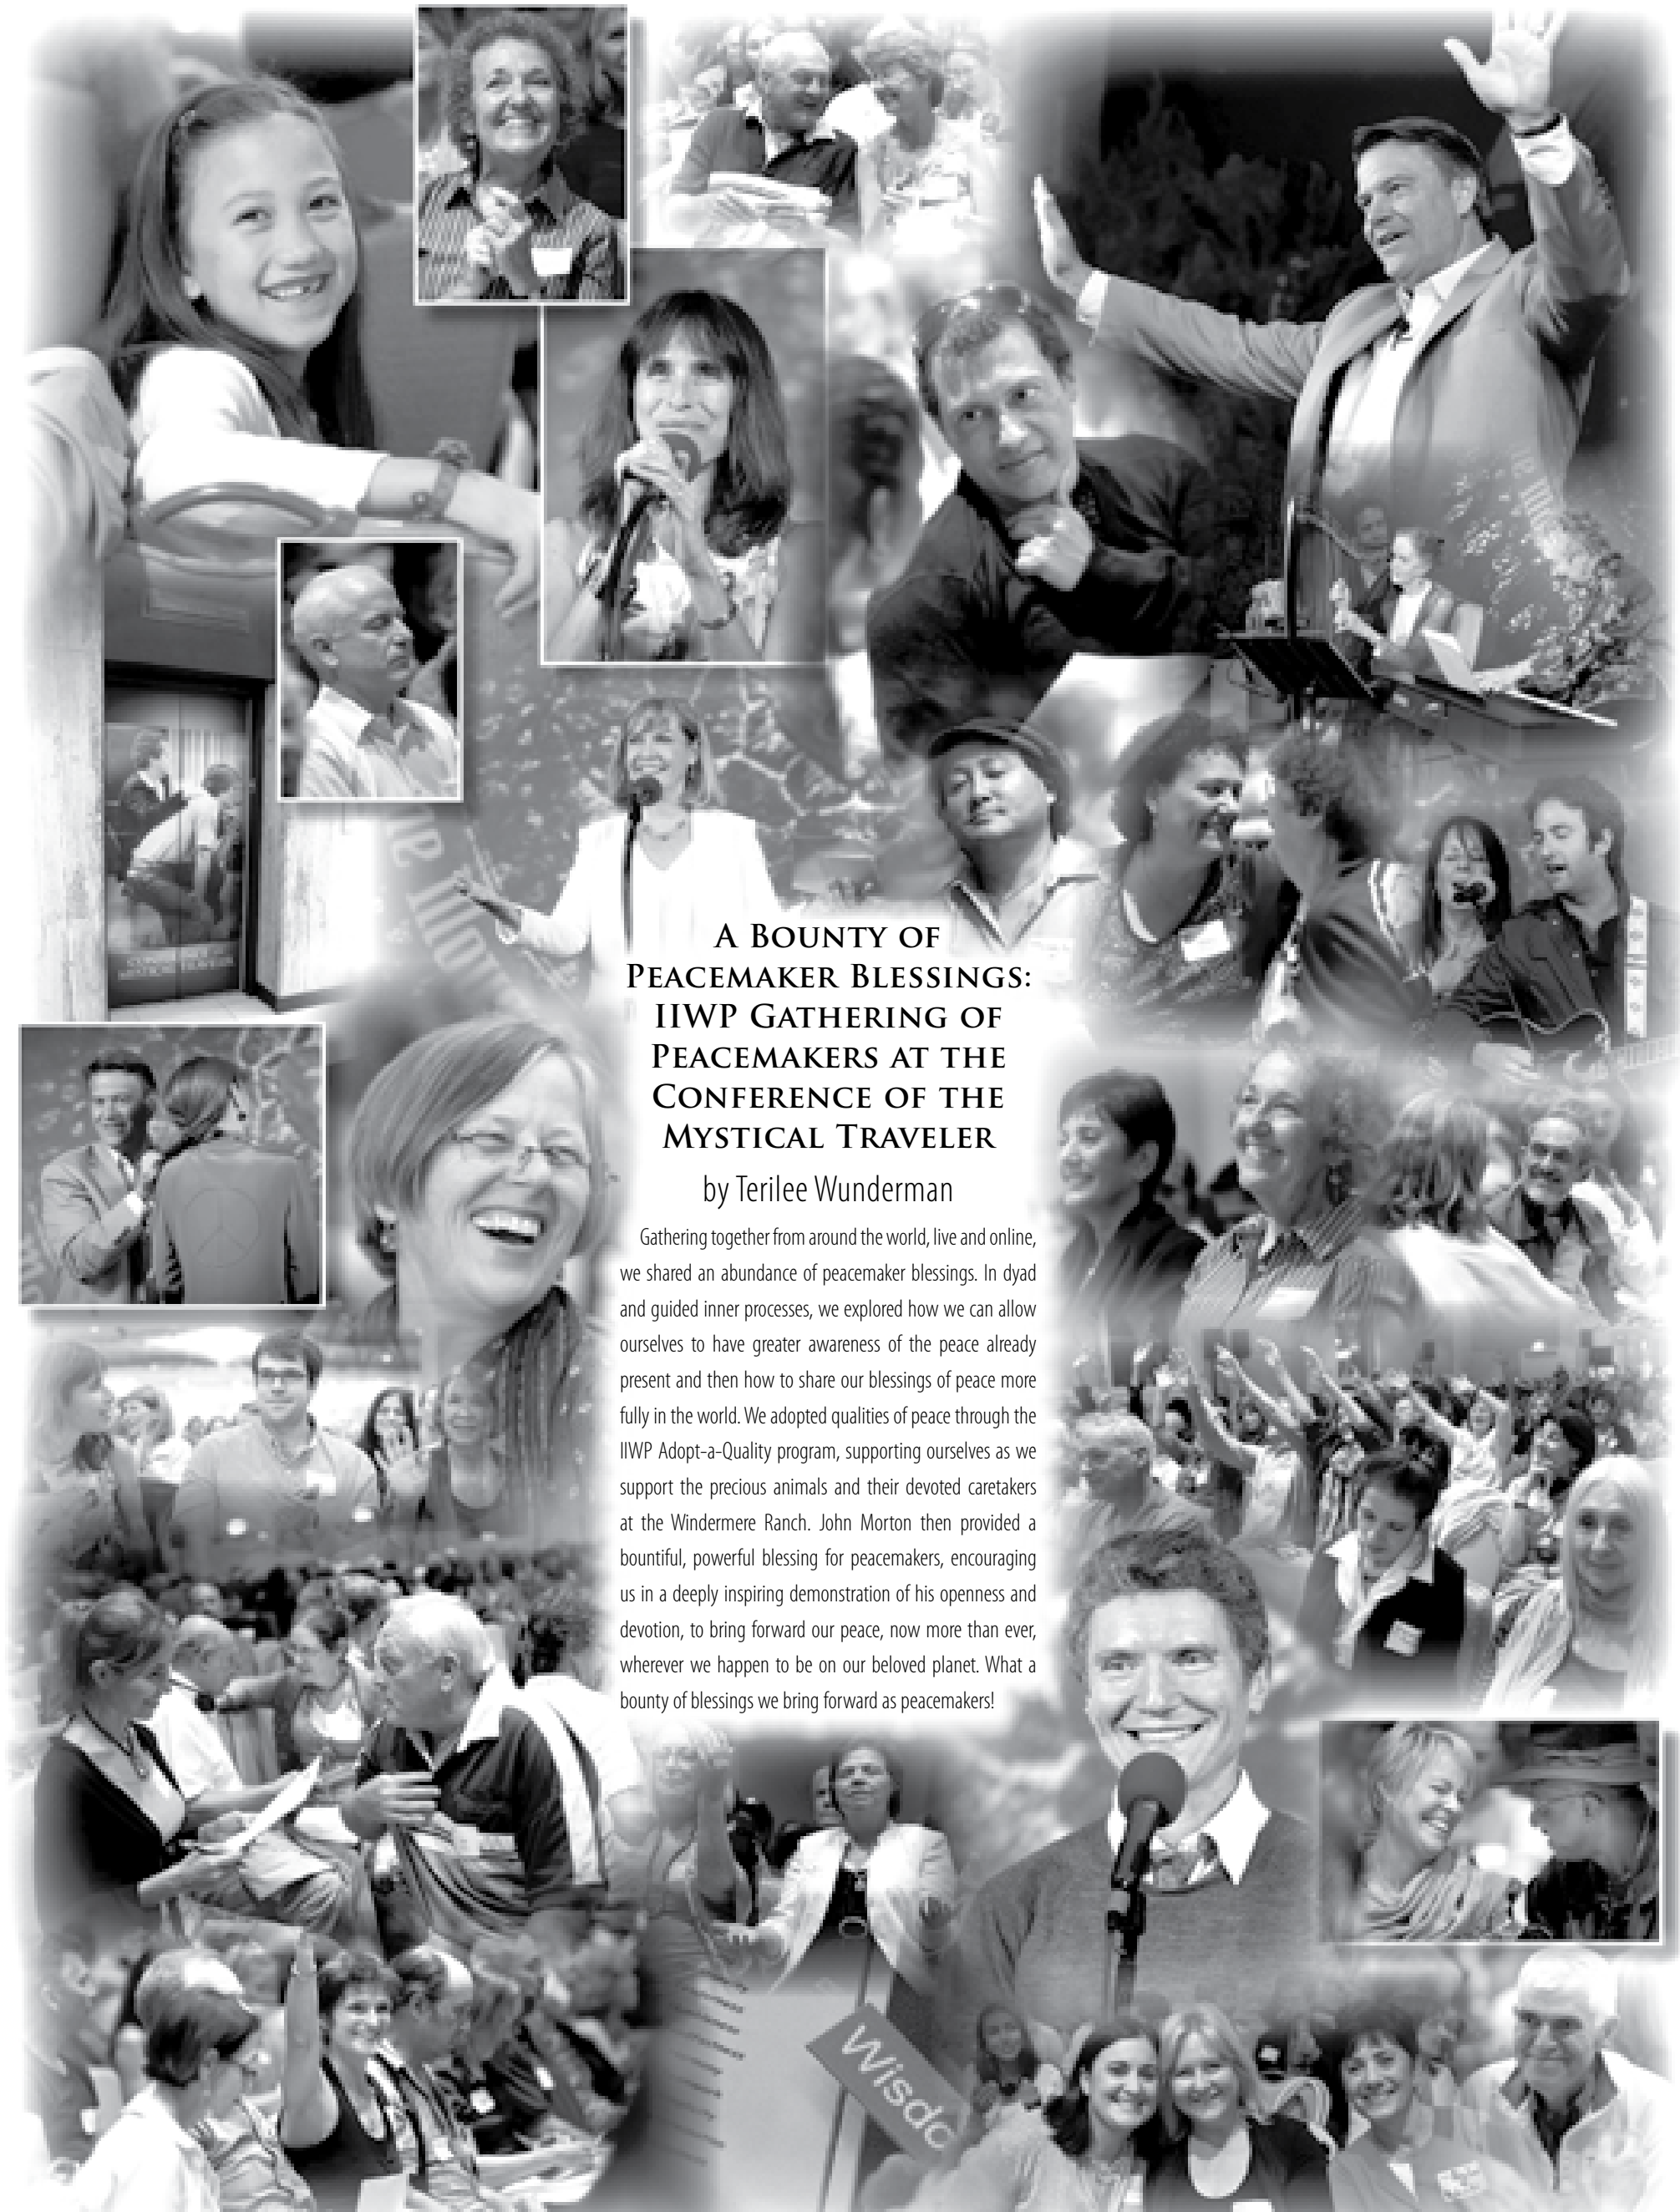 A Bounty of
Peacemaker Blessings:
IIWP Gathering of
Peacemakers at the
Conference of the
Mystical Traveler
by Terilee Wunderman
Gathering together from around the world, live and online,
we shared an abundance of peacemaker blessings. In dyad
and guided inner processes, we explored how we can allow
ourselves to have greater awareness of the peace already
present and then how to share our blessings of peace more
fully in the world. We adopted qualities of peace through the
IIWP Adopt-a-Quality program, supporting ourselves as we
support the precious animals and their devoted caretakers
at the Windermere Ranch. John Morton then provided a
bountiful, powerful blessing for peacemakers, encouraging
us in a deeply inspiring demonstration of his openness and
devotion, to bring forward our peace, now more than ever,
wherever we happen to be on our beloved planet. What a
bounty of blessings we bring forward as peacemakers!
Wisdo